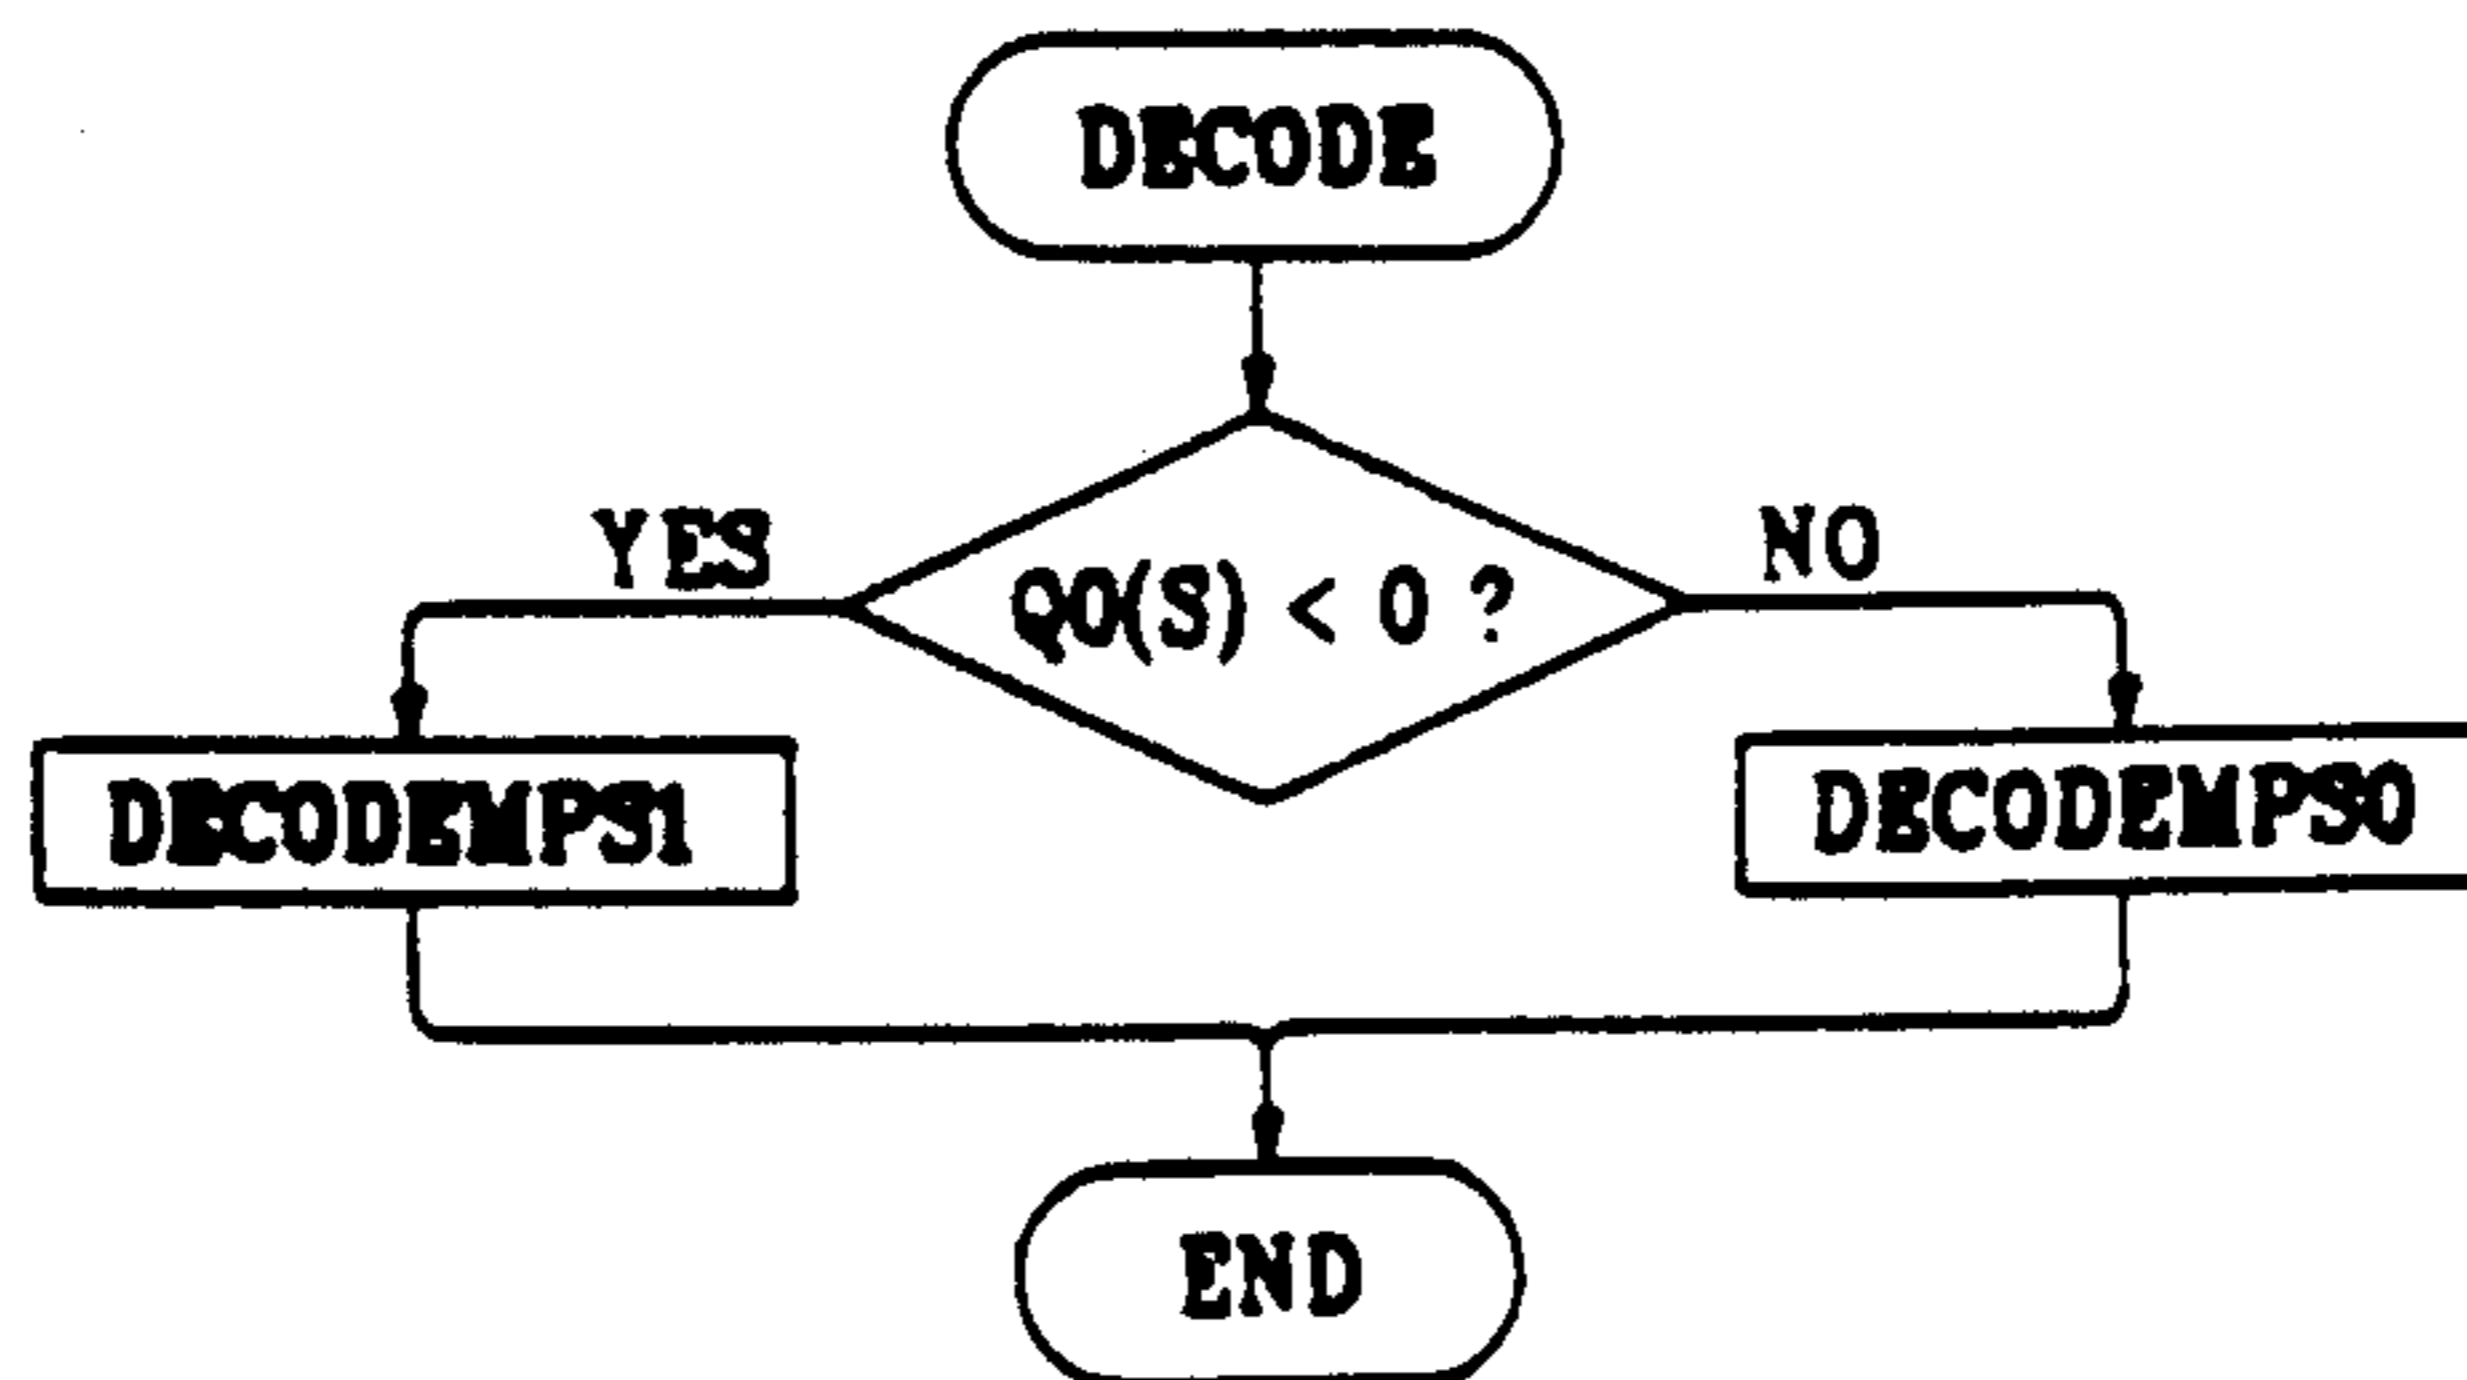 DECODE
YES
NO
Q0(S) < 0 ?
DECODEMPS1
DECODEMPS0
END